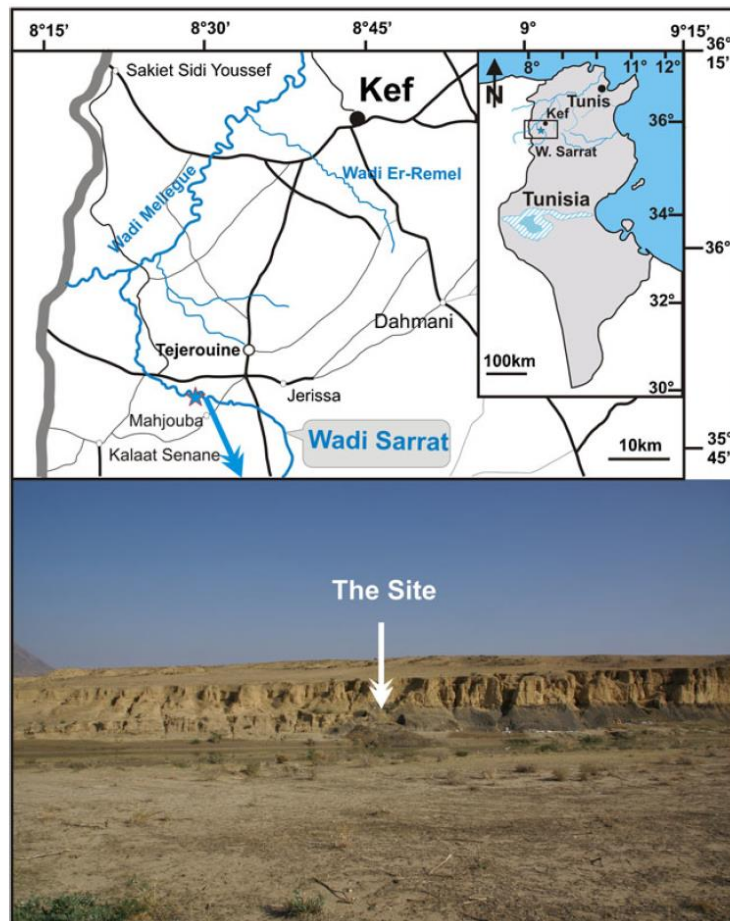 8°15'
8°30'
8°45'
9°
9°15'
36°
15'
Sakiet Sidi Youssef
Kef
Wadi Mellegue
Wadi Er-Remel
Tejerouine
Dahmani
Jerissa
Mahjouba
Kalaat Senane
Wadi Sarrat
10km
35°
45'
8°
11°
12°
N
Tunis
Kef
36°
W. Sarrat
Tunisia
34°
36°
32°
100km
30°
The Site